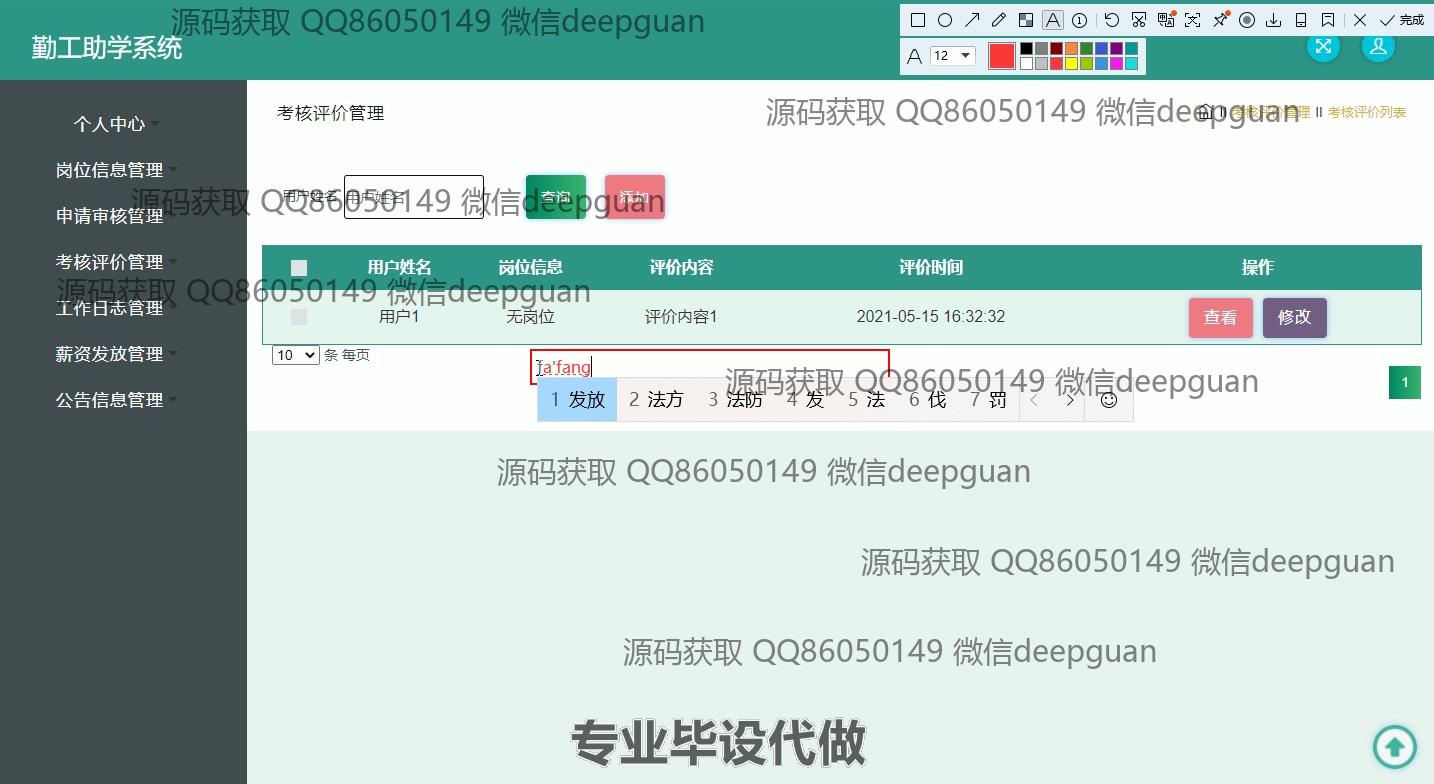 源码获取 QQ86050149 微信deepguan
完成
勤工助学系统
A 12
个人中心
考核评价管理
源码获取 QQ86050149 微信deepguan
考核评价管理 考核评价列表
岗位信息管理
用户姓名 用户姓名 查询 添加
源码获取 QQ86050149 微信deepguan
申请审核管理
考核评价管理
用户姓名 岗位信息 评价内容 评价时间 操作
源码获取 QQ86050149 微信deepguan
工作日志管理
用户1 无岗位 评价内容1 2021-05-15 16:32:32 查看 修改
薪资发放管理
10 条 每页
fa'fang
源码获取 QQ86050149 微信deepguan
1
公告信息管理
1 发放 2 法方 3 法防 4 发 5 法 6 伐 7 罚
源码获取 QQ86050149 微信deepguan
源码获取 QQ86050149 微信deepguan
源码获取 QQ86050149 微信deepguan
专业毕设代做